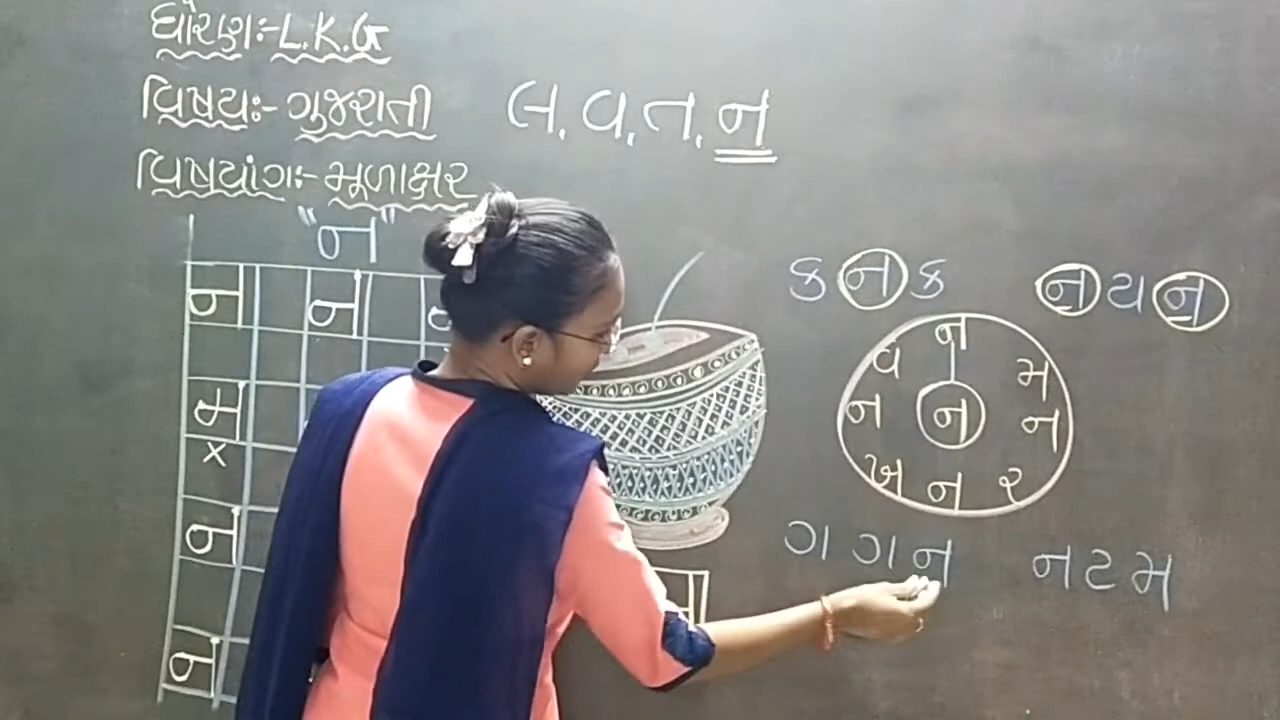 ધોરણઃ-L.K.G
વિષયઃ- ગુજરાતી
લ, વ, ત, ન
વિષયાંગઃ- મૂળાક્ષર
"ન"
ન ન
મ
×
ન
ન
કનક
નયન
ન
વ મ
ન ન ન
ખ ન ર
ગગન
નટમ